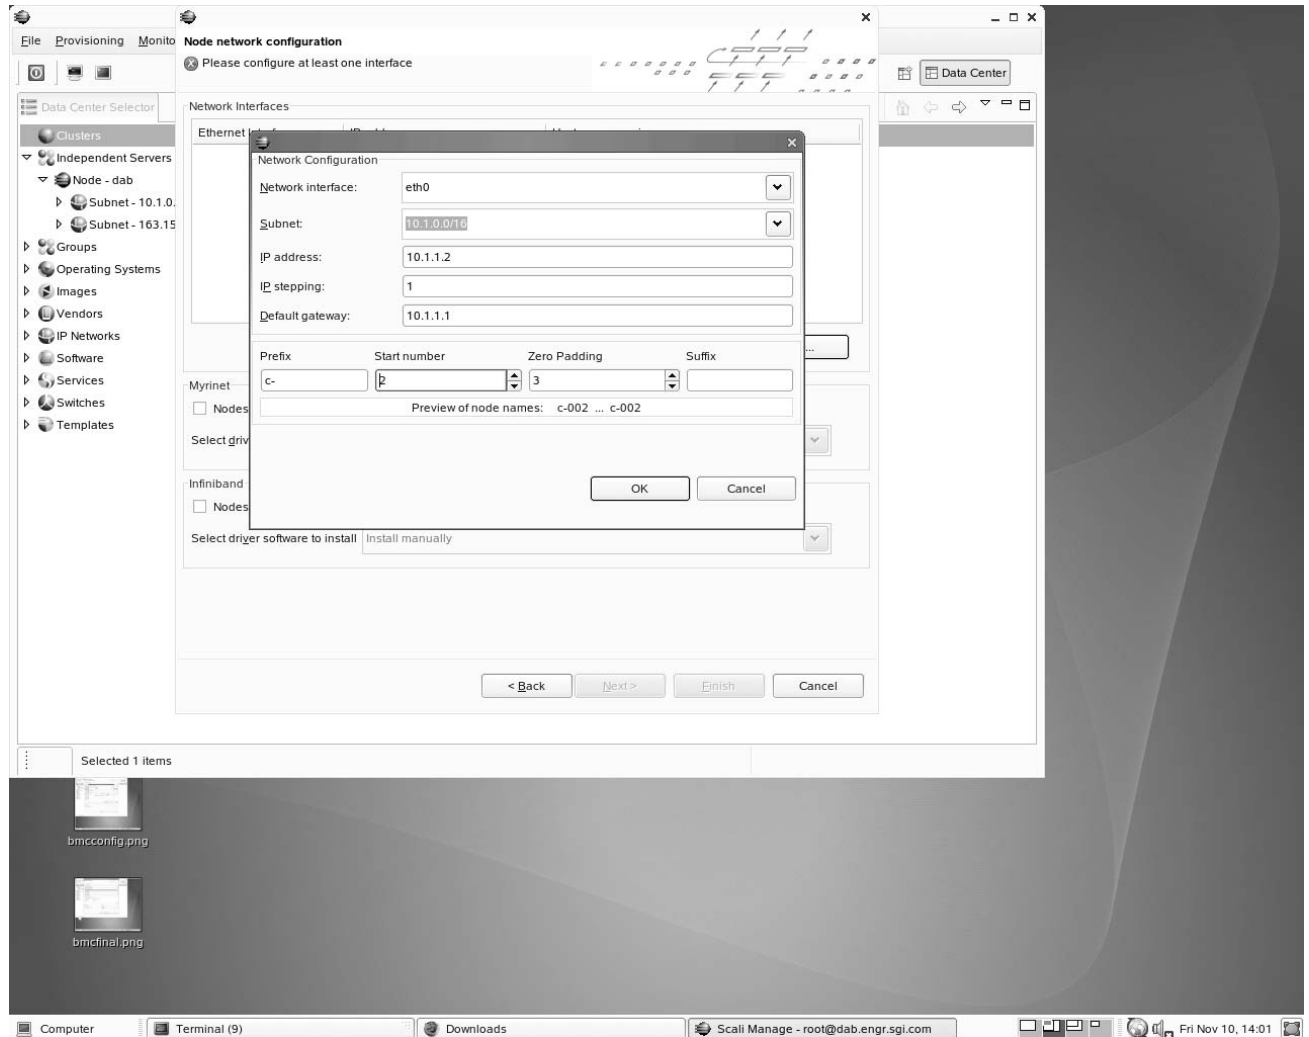 File Provisioning Monito
Data Center
Data Center Selector
Clusters
Independent Servers
Node - dab
Subnet - 10.1.0.
Subnet - 163.15
Groups
Operating Systems
Images
Vendors
IP Networks
Software
Services
Switches
Templates
Node network configuration
Please configure at least one interface
Network Interfaces
Ethernet
Network Configuration
Network interface: eth0
Subnet: 10.1.0.0/16
IP address: 10.1.1.2
IP stepping: 1
Default gateway: 10.1.1.1
...
Prefix Start number Zero Padding Suffix
c- 2 3
Preview of node names: c-002 ... c-002
OK Cancel
Myrinet
Nodes
Select driv
Infiniband
Nodes
Select driver software to install Install manually
< Back Next > Finish Cancel
Selected 1 items
bmcconfig.png
bmcfinal.png
Computer Terminal (9) Downloads Scali Manage - root@dab.engr.sgi.com Fri Nov 10, 14:01